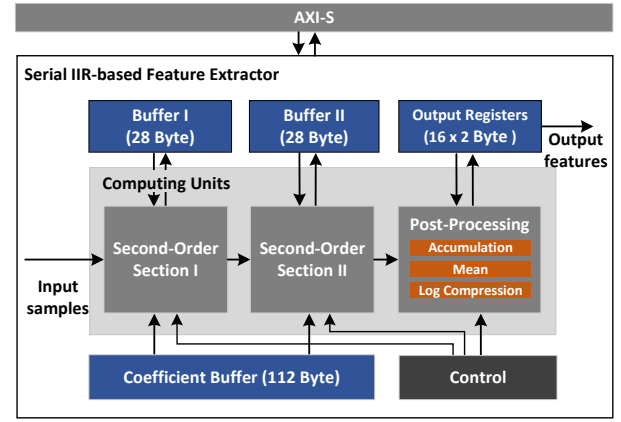 AXI-S
Serial IIR-based Feature Extractor
Buffer I
(28 Byte)
Buffer II
(28 Byte)
Output Registers
(16 x 2 Byte )
Output
features
Computing Units
Second-Order
Section I
Second-Order
Section II
Post-Processing
Accumulation
Mean
Log Compression
Input
samples
Coefficient Buffer (112 Byte)
Control